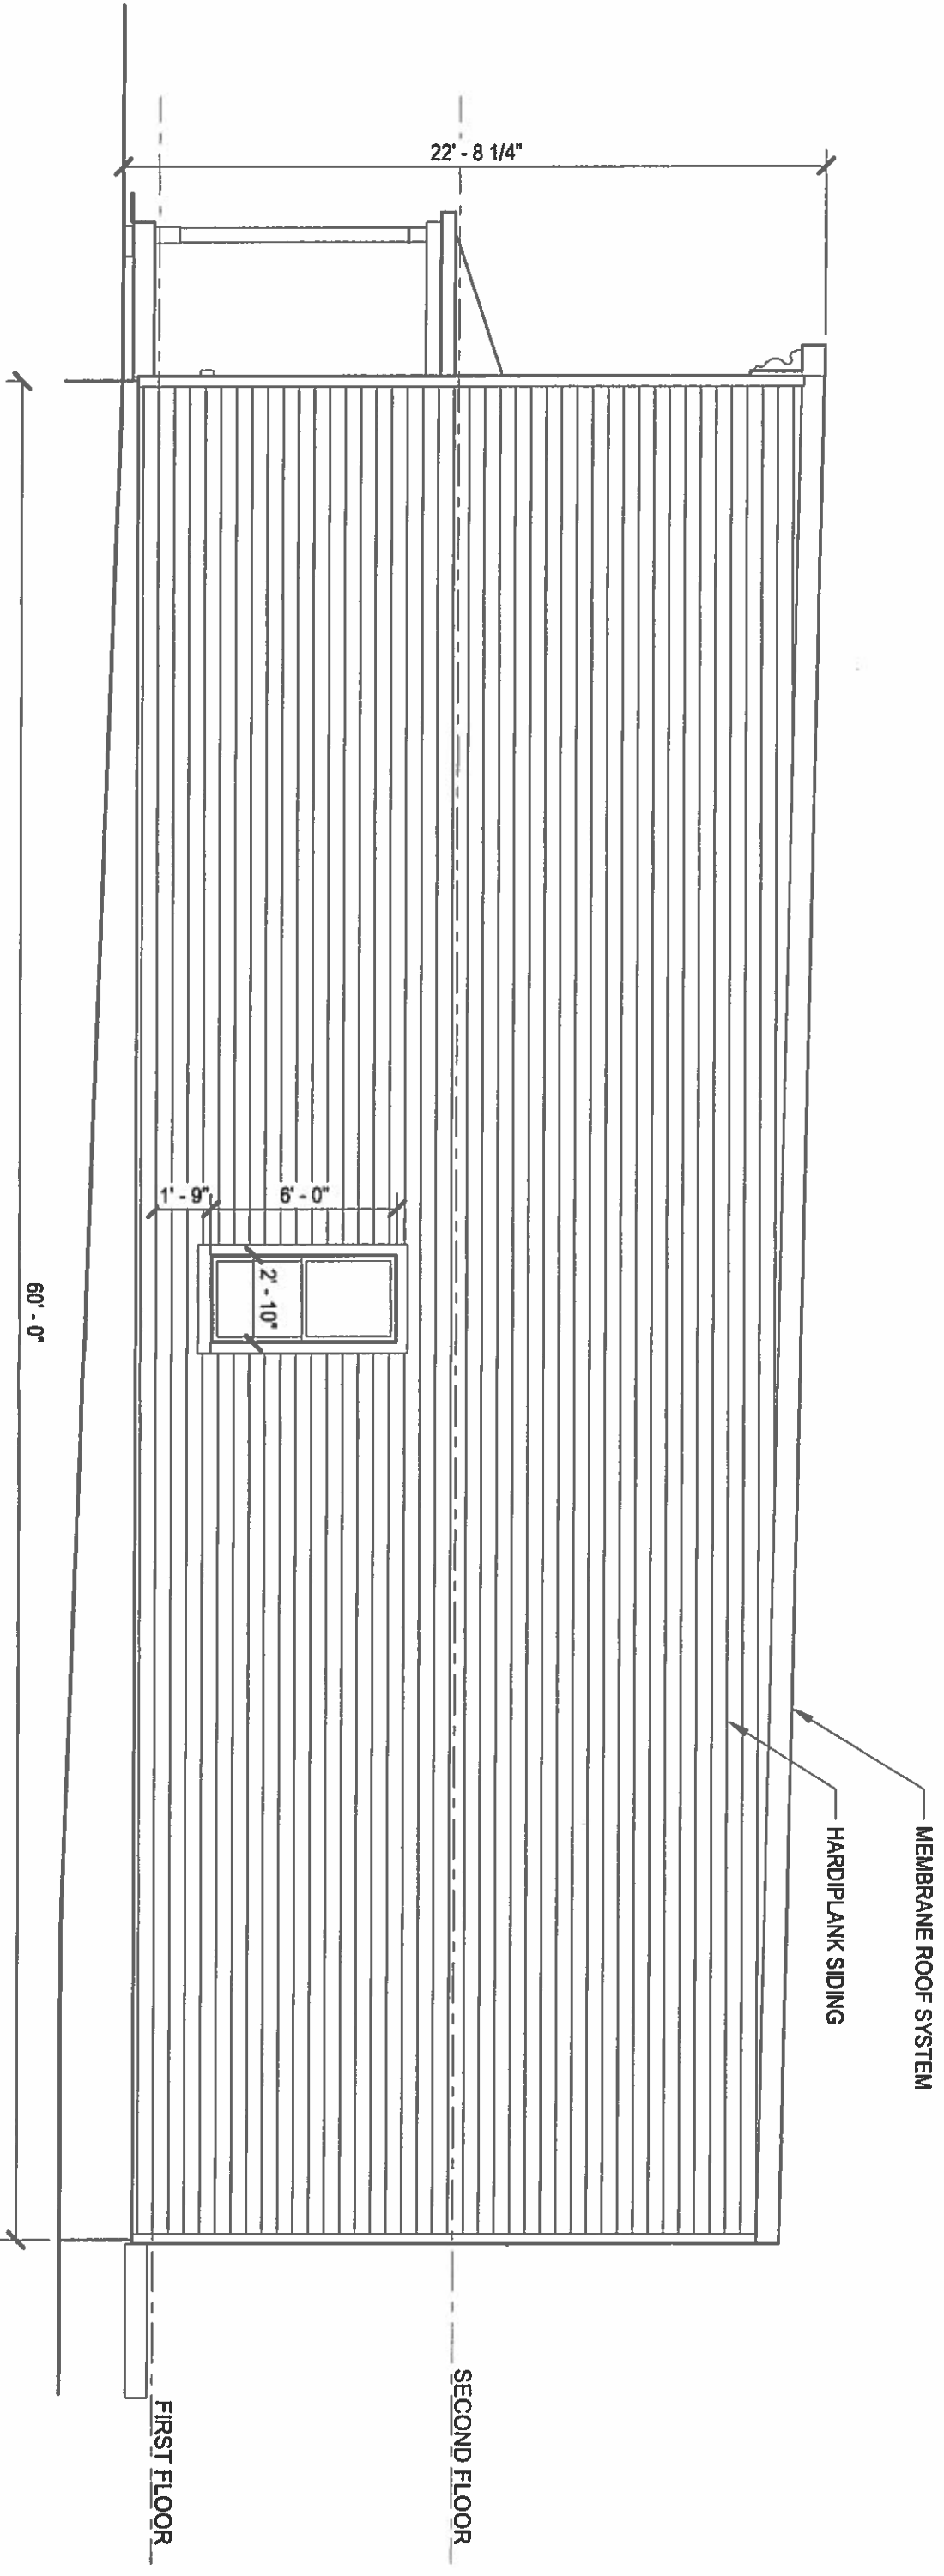 MEMBRANE ROOF SYSTEM
HARDIPLANK SIDING
22' - 8 1/4"
SECOND FLOOR
6' - 0"
2' - 10"
1' - 9"
FIRST FLOOR
60' - 0"